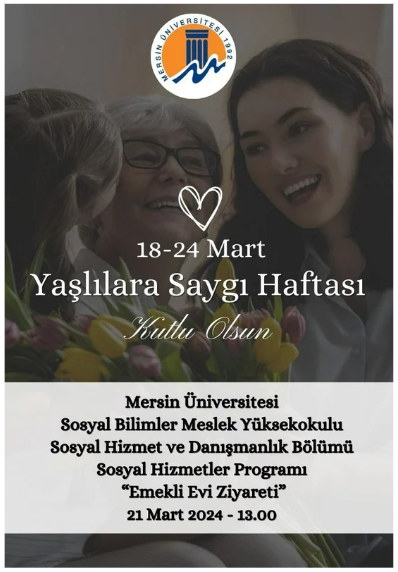 MERSİN ÜNİVERSİTESİ 1992
18-24 Mart
Yaşlılara Saygı Haftası
Kutlu Olsun
Mersin Üniversitesi
Sosyal Bilimler Meslek Yüksekokulu
Sosyal Hizmet ve Danışmanlık Bölümü
Sosyal Hizmetler Programı
“Emekli Evi Ziyareti”
21 Mart 2024 - 13.00